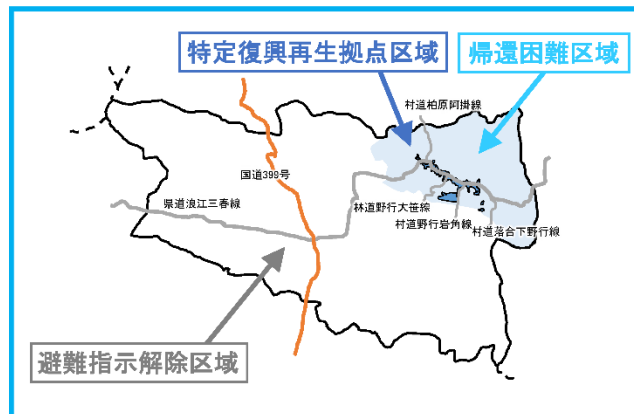 特定復興再生拠点区域
帰還困難区域
村道柏原阿掛線
国道399号
県道浪江三春線
林道野行大笹線
村道野行岩角線
村道落合下野行線
避難指示解除区域